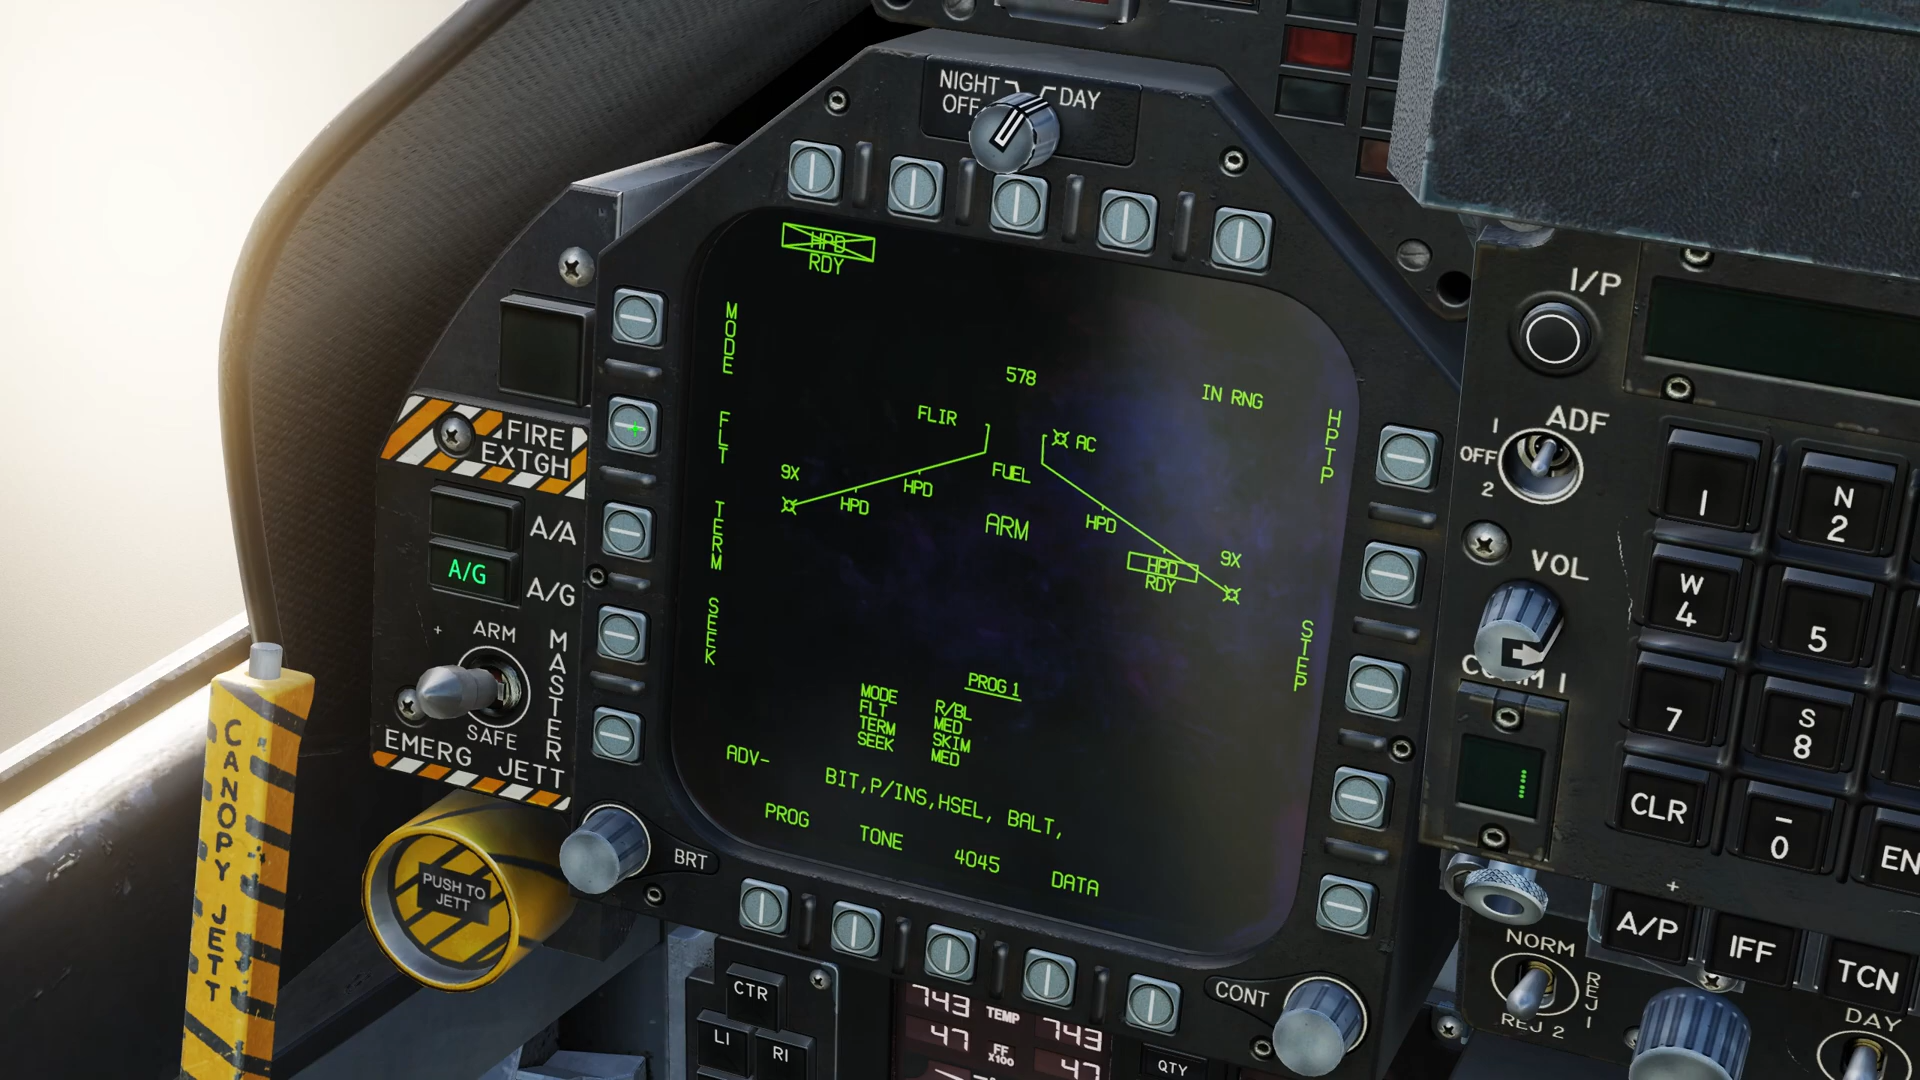 NIGHT
OFF
DAY
HPD
RDY
MODE
FLT
TERM
SEEK
578
IN RNG
FLIR
AC
9X
FUEL
HPD
HPD
ARM
HPD
9X
HPD
RDY
HPTP
STEP
PROG 1
MODE R/BL
FLT MED
TERM SKIM
SEEK MED
ADV-
BIT,P/INS,HSEL, BALT,
PROG
TONE
4045
DATA
BRT
CONT
FIRE
EXTGH
A/A
A/G
A/G
ARM
SAFE
MASTER
EMERG JETT
PUSH TO
JETT
CANOPY JETT
CTR
LI
RI
743 TEMP 743
47 FF X100 47
QTY
I/P
ADF
1
OFF
2
VOL
COMM 1
1
N
2
W
4
5
7
S
8
CLR
–
0
A/P
IFF
TCN
NORM
REJ 1
REJ 2
DAY